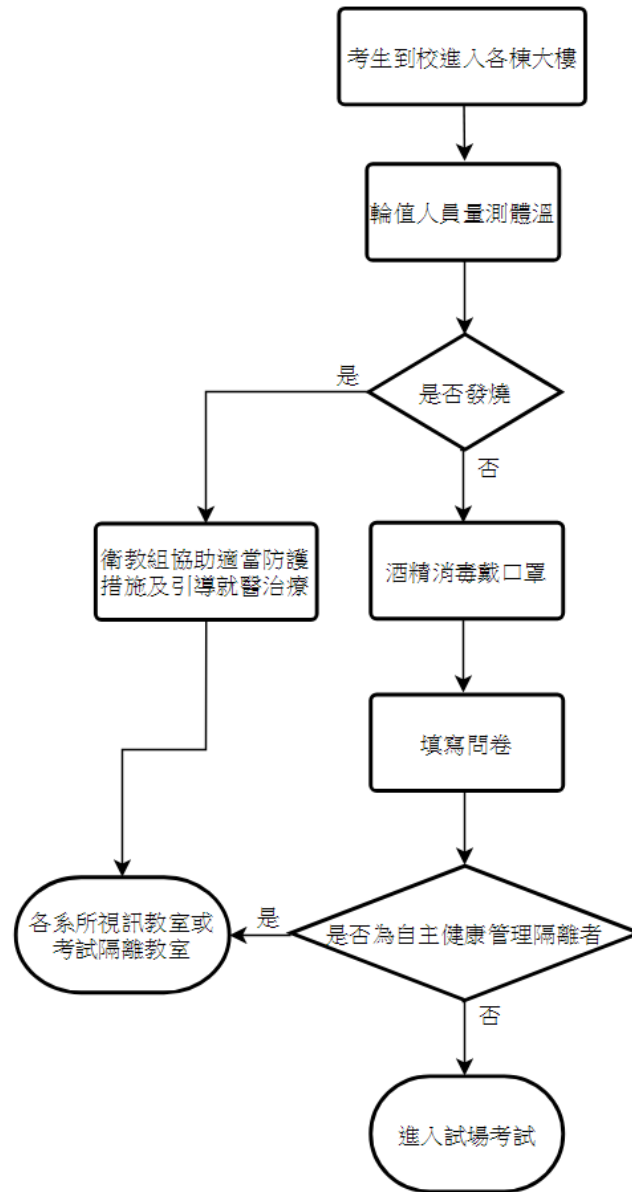 考生到校進入各棟大樓
輪值人員量測體溫
是否發燒
是
否
衛教組協助適當防護
措施及引導就醫治療
酒精消毒戴口罩
填寫問卷
是否為自主健康管理隔離者
是
各系所視訊教室或
考試隔離教室
否
進入試場考試